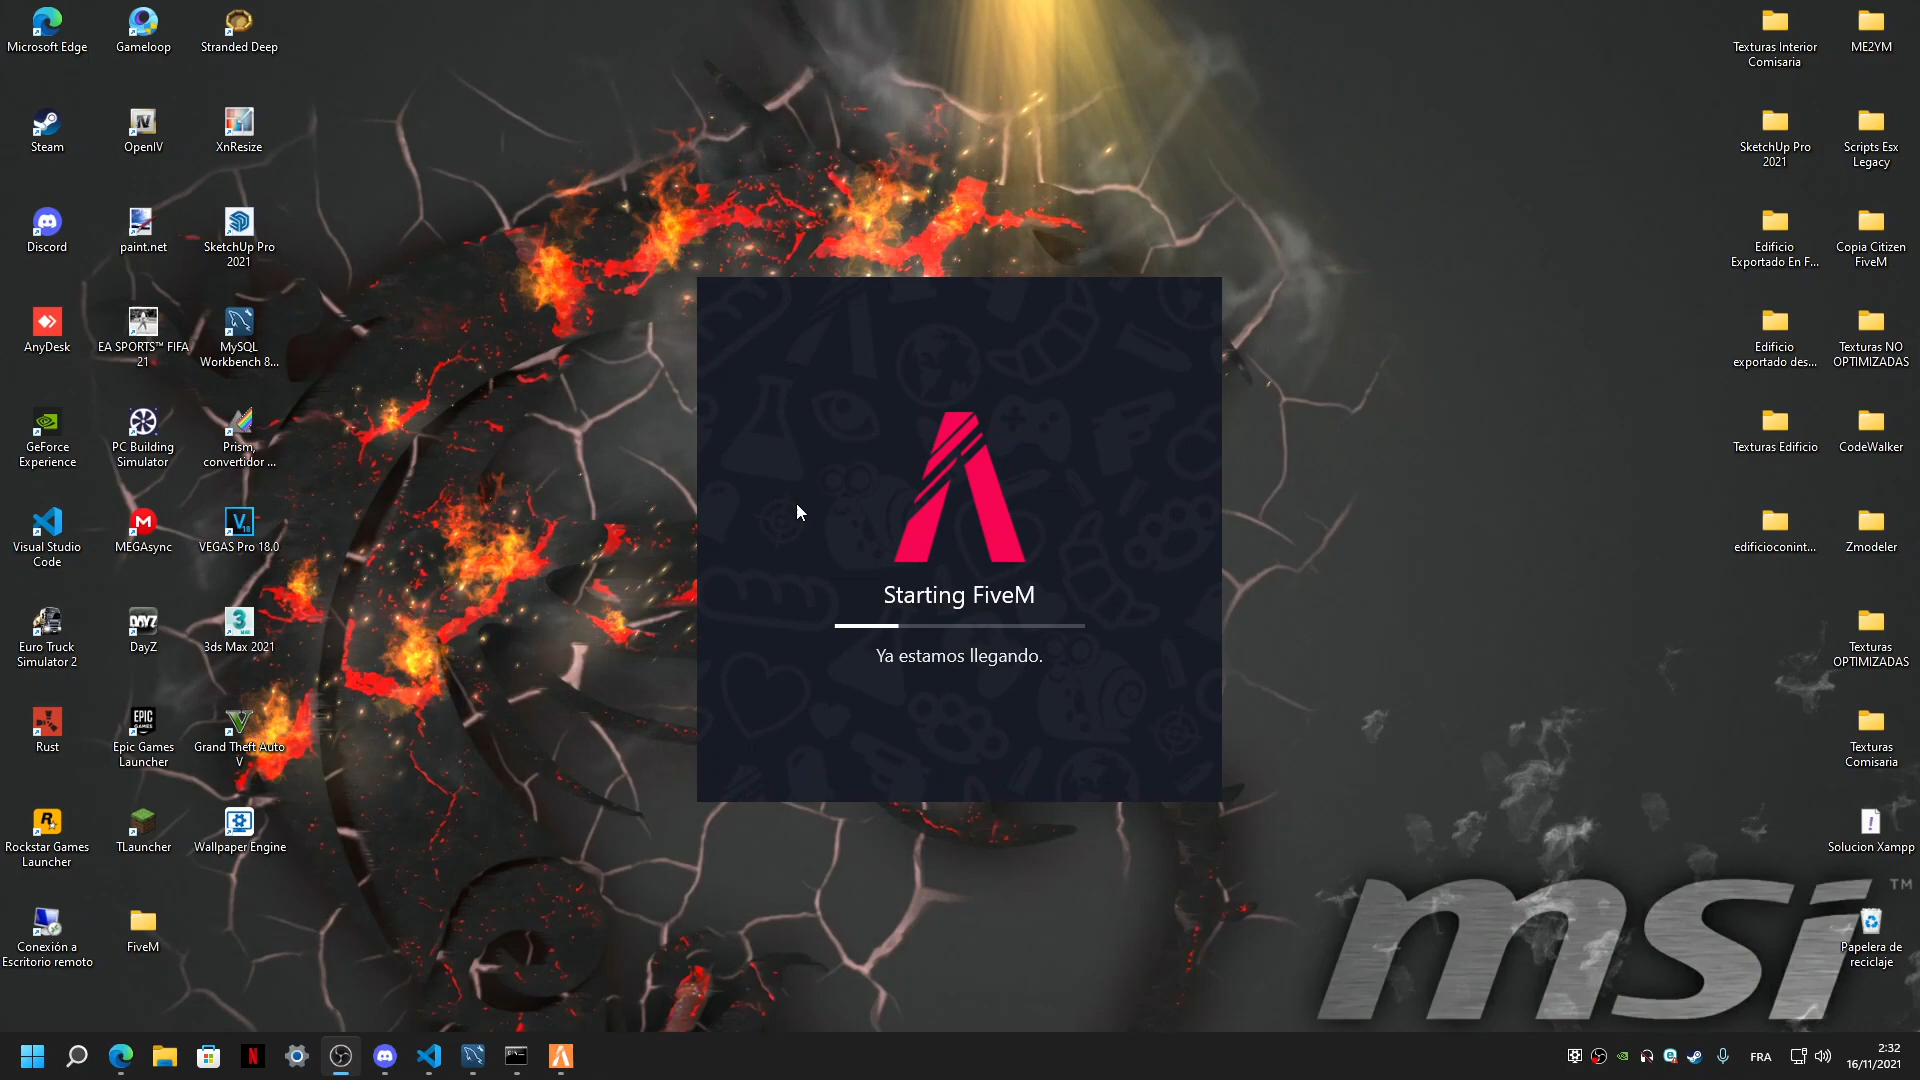 Microsoft Edge
Gameloop
Stranded Deep
Steam
OpenIV
XnResize
Discord
paint.net
SketchUp Pro
2021
AnyDesk
EA SPORTS™ FIFA
21
MySQL
Workbench 8...
GeForce
Experience
PC Building
Simulator
Prism,
convertidor ...
Visual Studio
Code
MEGAsync
VEGAS Pro 18.0
Euro Truck
Simulator 2
DayZ
3ds Max 2021
Rust
Epic Games
Launcher
Grand Theft Auto
V
Rockstar Games
Launcher
TLauncher
Wallpaper Engine
Conexión a
Escritorio remoto
FiveM
Starting FiveM
Ya estamos llegando.
Texturas Interior
Comisaria
ME2YM
SketchUp Pro
2021
Scripts Esx
Legacy
Edificio
Exportado En F...
Copia Citizen
FiveM
Edificio
exportado des...
Texturas NO
OPTIMIZADAS
Texturas Edificio
CodeWalker
edificioconint...
Zmodeler
Texturas
OPTIMIZADAS
Texturas
Comisaria
Solucion Xampp
Papelera de
reciclaje
msi™
FRA
2:32
16/11/2021